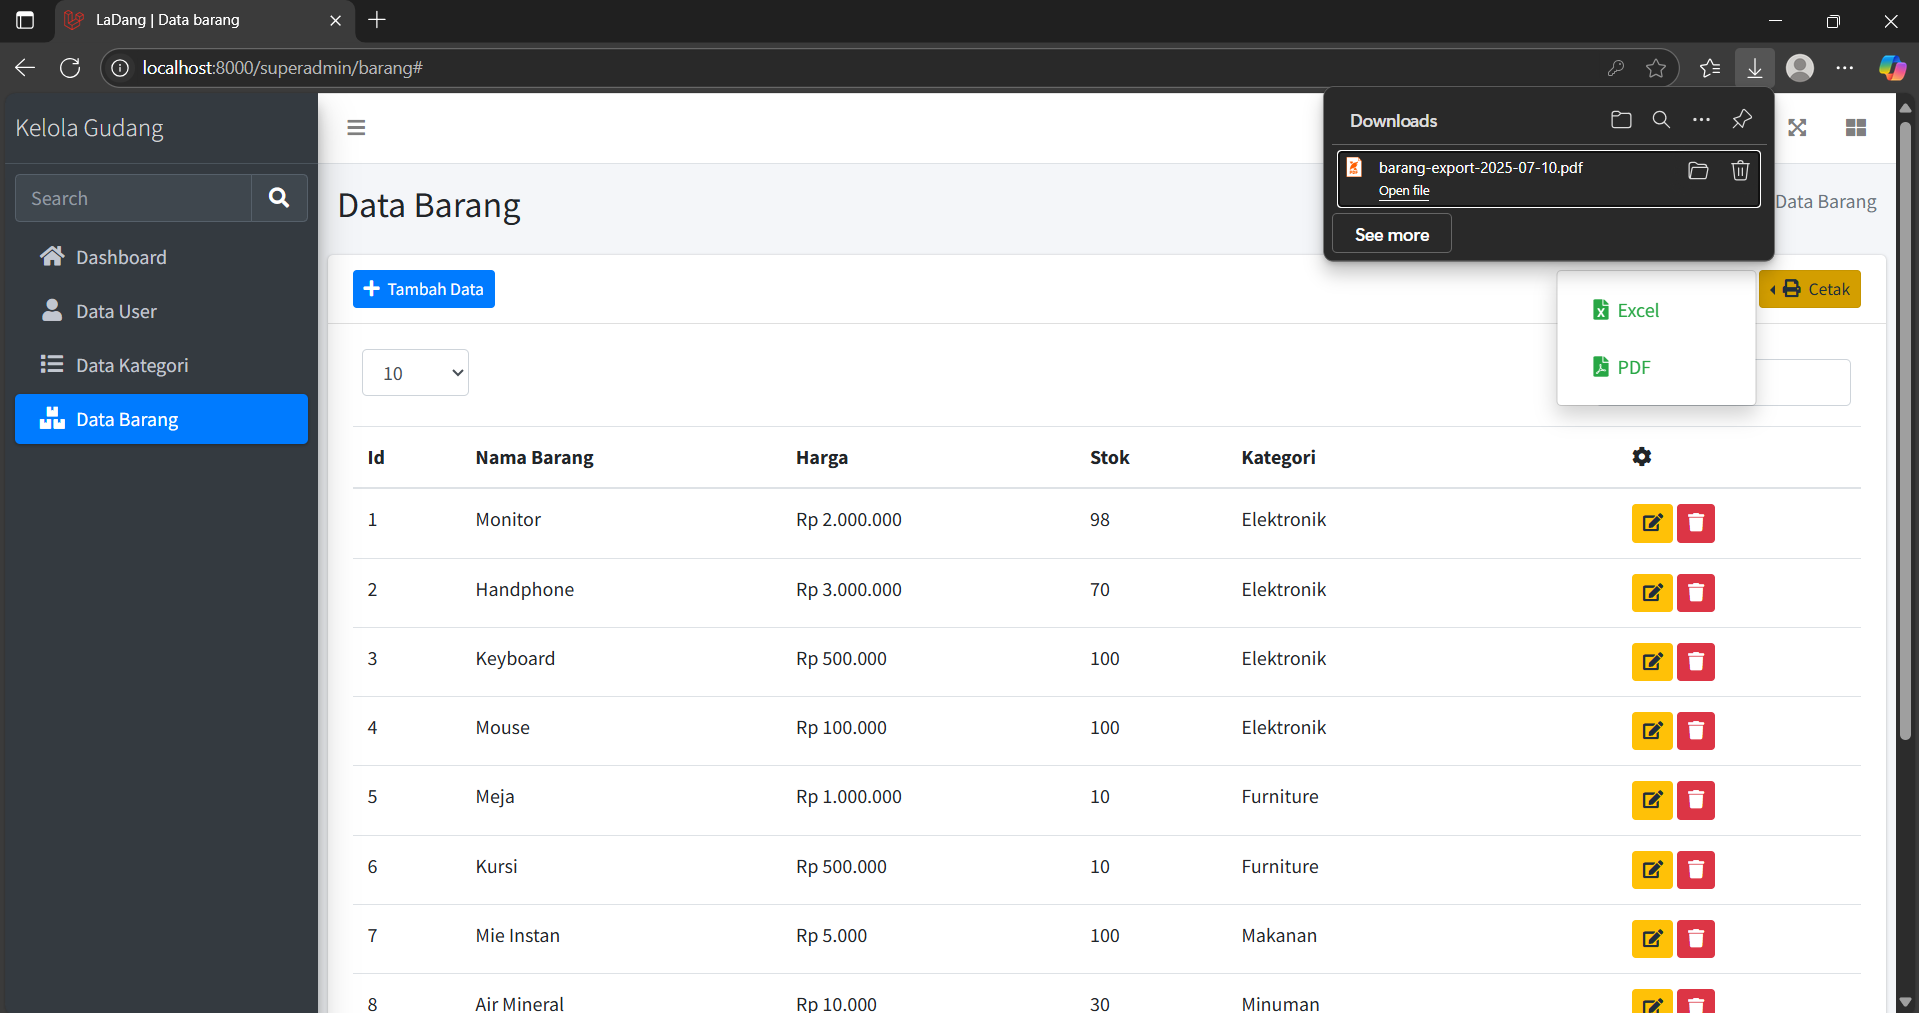 LaDang | Data barang
localhost:8000/superadmin/barang#
Kelola Gudang
Search
Dashboard
Data User
Data Kategori
Data Barang
Downloads
barang-export-2025-07-10.pdf
Open file
See more
Data Barang
Data Barang
Tambah Data
Cetak
Excel
PDF
10
Id Nama Barang Harga Stok Kategori
1 Monitor Rp 2.000.000 98 Elektronik
2 Handphone Rp 3.000.000 70 Elektronik
3 Keyboard Rp 500.000 100 Elektronik
4 Mouse Rp 100.000 100 Elektronik
5 Meja Rp 1.000.000 10 Furniture
6 Kursi Rp 500.000 10 Furniture
7 Mie Instan Rp 5.000 100 Makanan
8 Air Mineral Rp 10.000 30 Minuman